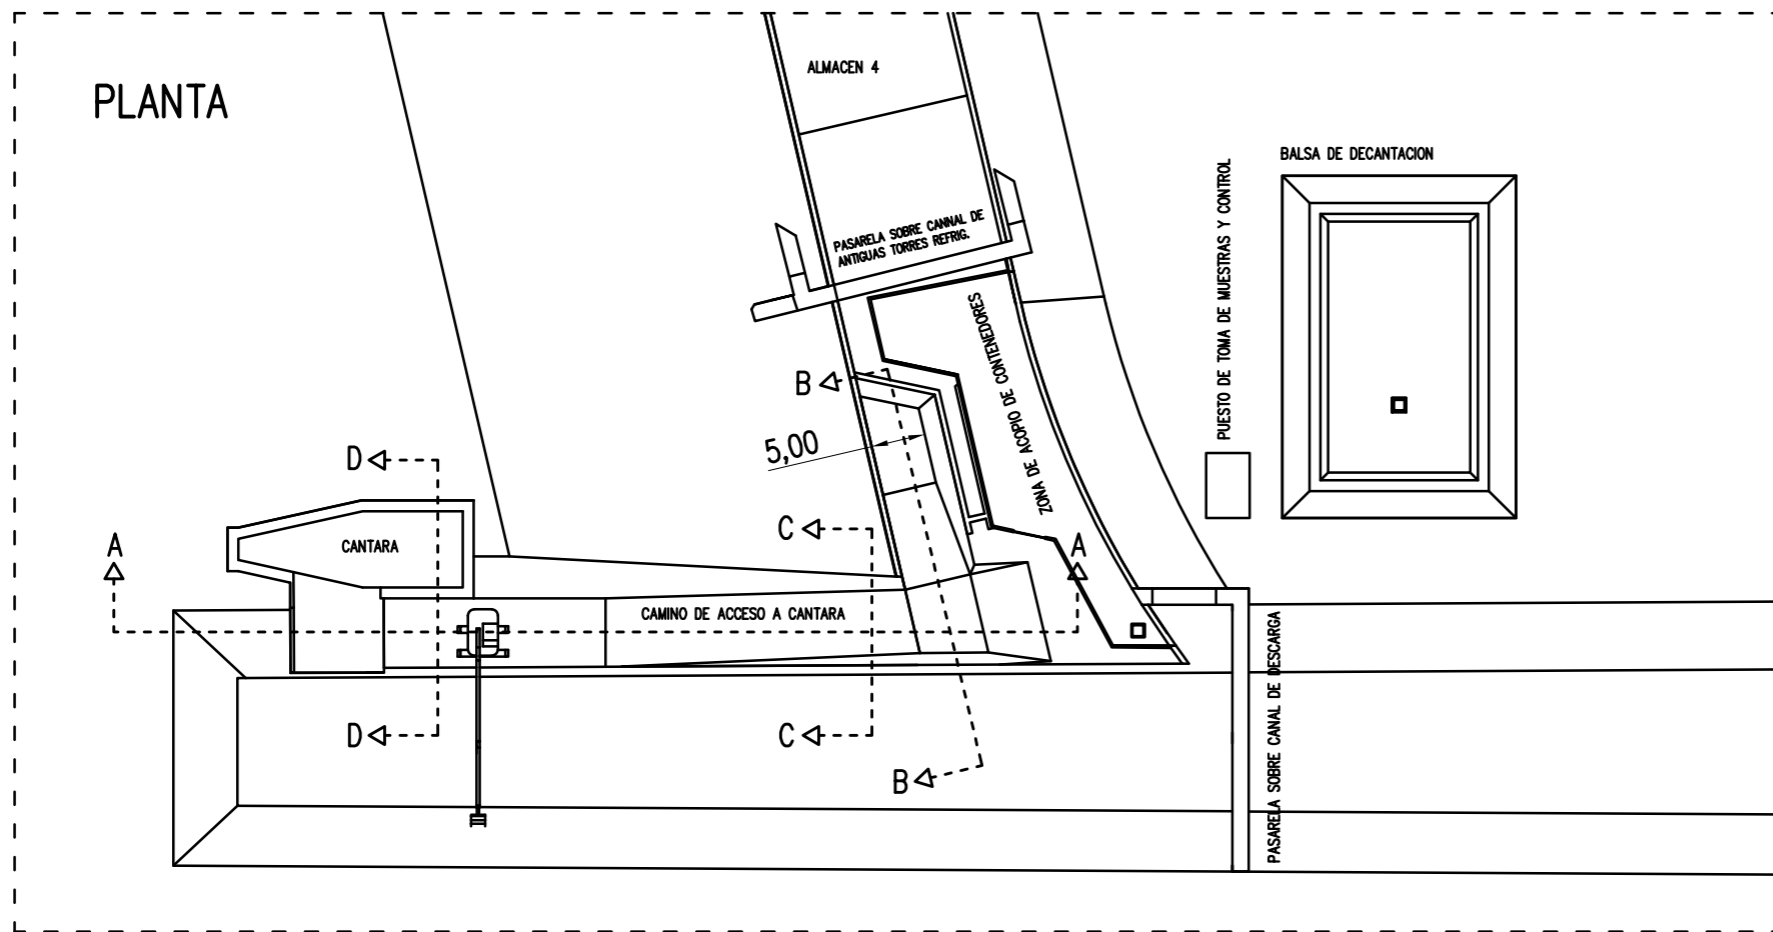 PLANTA
ALMACEN 4
BALSA DE DECANTACION
PUESTO DE TOMA DE MUESTRAS Y CONTROL
PASARELA SOBRE CANNAL DE
ANTIGUAS TORRES REFRIG.
ZONA DE ACOPIO DE CONTENEDORES
B
5,00
D
C
A
CANTARA
A
CAMINO DE ACCESO A CANTARA
PASARELA SOBRE CANAL DE DESCARGA
D
C
B